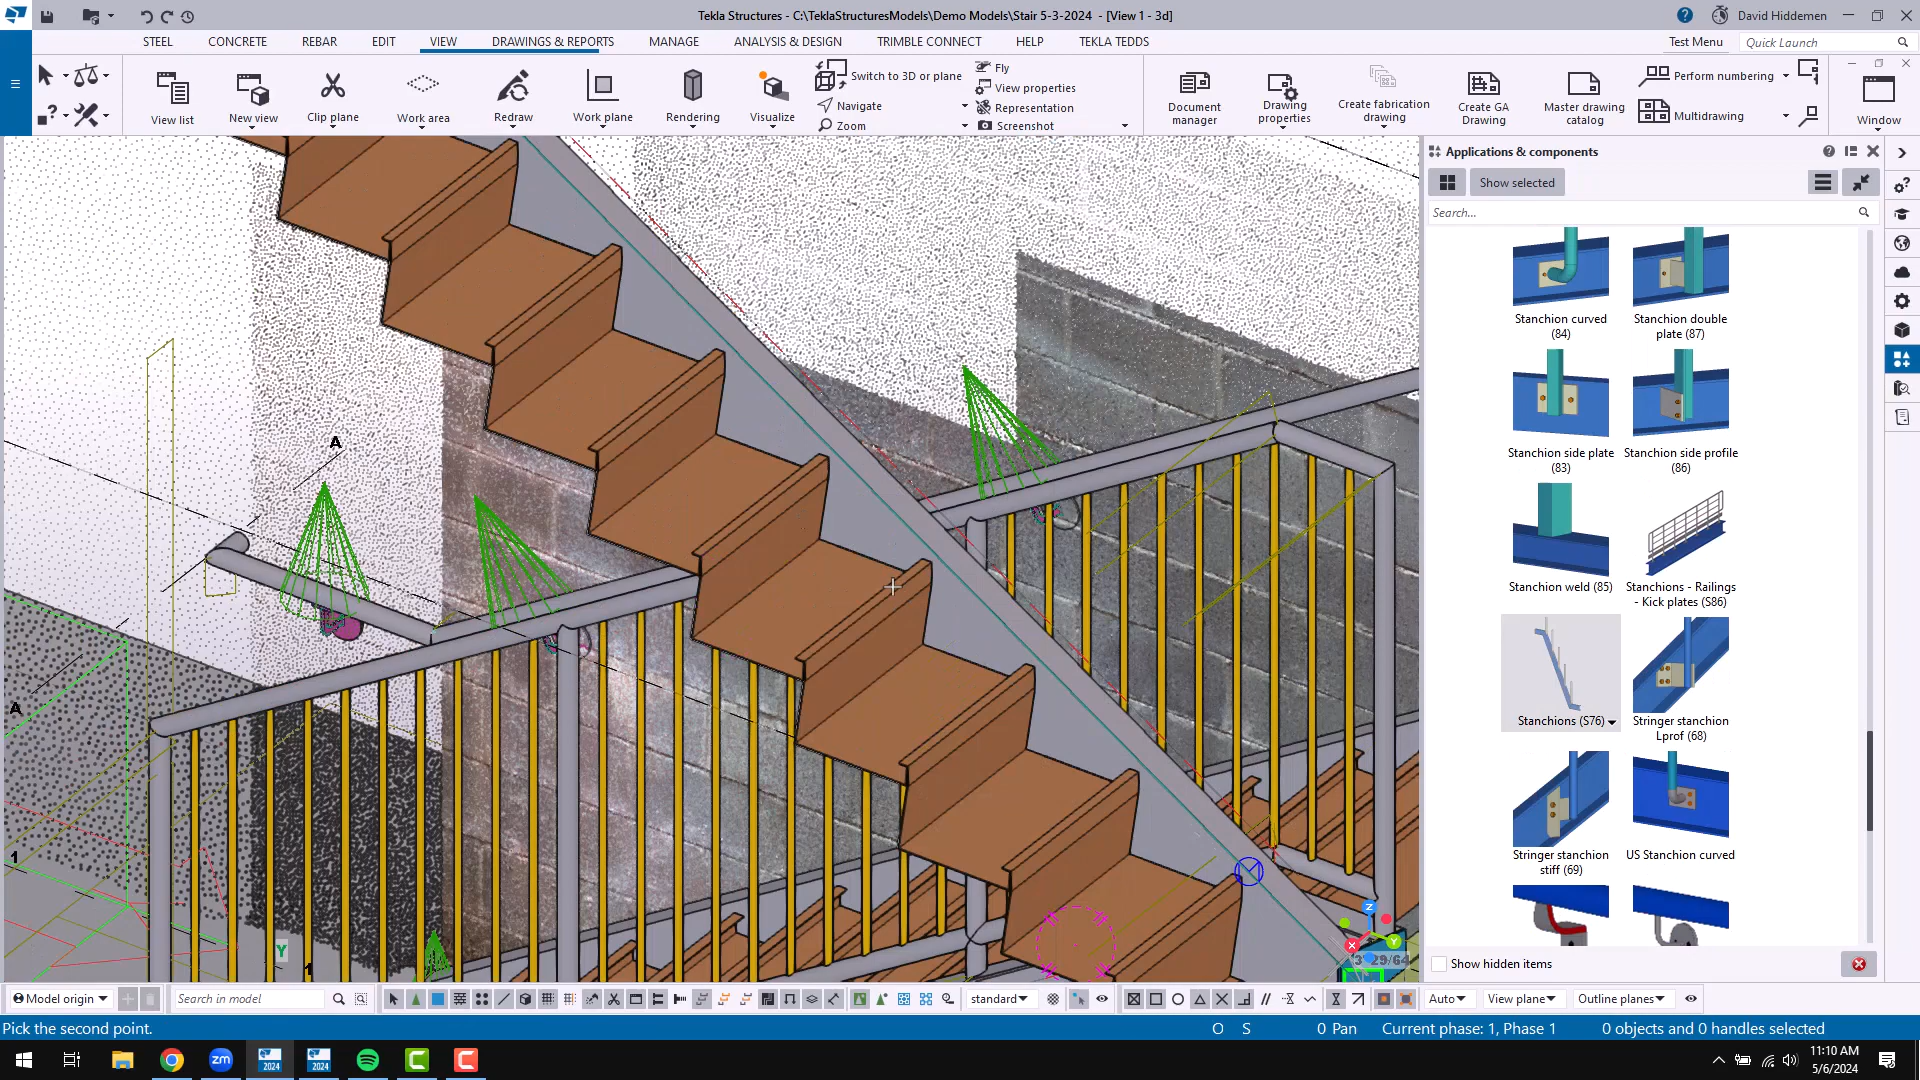 Tekla Structures - C:\TeklaStructuresModels\Demo Models\Stair 5-3-2024 - [View 1 - 3d]
David Hiddemen
STEEL
CONCRETE
REBAR
EDIT
VIEW
DRAWINGS & REPORTS
MANAGE
ANALYSIS & DESIGN
TRIMBLE CONNECT
HELP
TEKLA TEDDS
Test Menu
Quick Launch
View list
New view
Clip plane
Work area
Redraw
Work plane
Rendering
Visualize
Switch to 3D or plane
Navigate
Zoom
Fly
View properties
Representation
Screenshot
Document manager
Drawing properties
Create fabrication drawing
Create GA Drawing
Master drawing catalog
Perform numbering
Multidrawing
Window
Applications & components
Show selected
Search...
Stanchion curved (84)
Stanchion double plate (87)
Stanchion side plate (83)
Stanchion side profile (86)
Stanchion weld (85)
Stanchions - Railings - Kick plates (S86)
Stanchions (S76)
Stringer stanchion Lprof (68)
Stringer stanchion stiff (69)
US Stanchion curved
Show hidden items
A
A
1
1
Y
Z
X
Y
Model origin
Search in model
standard
Auto
View plane
Outline planes
Pick the second point.
O S
0 Pan
Current phase: 1, Phase 1
0 objects and 0 handles selected
zm
2024
2024
11:10 AM
5/6/2024